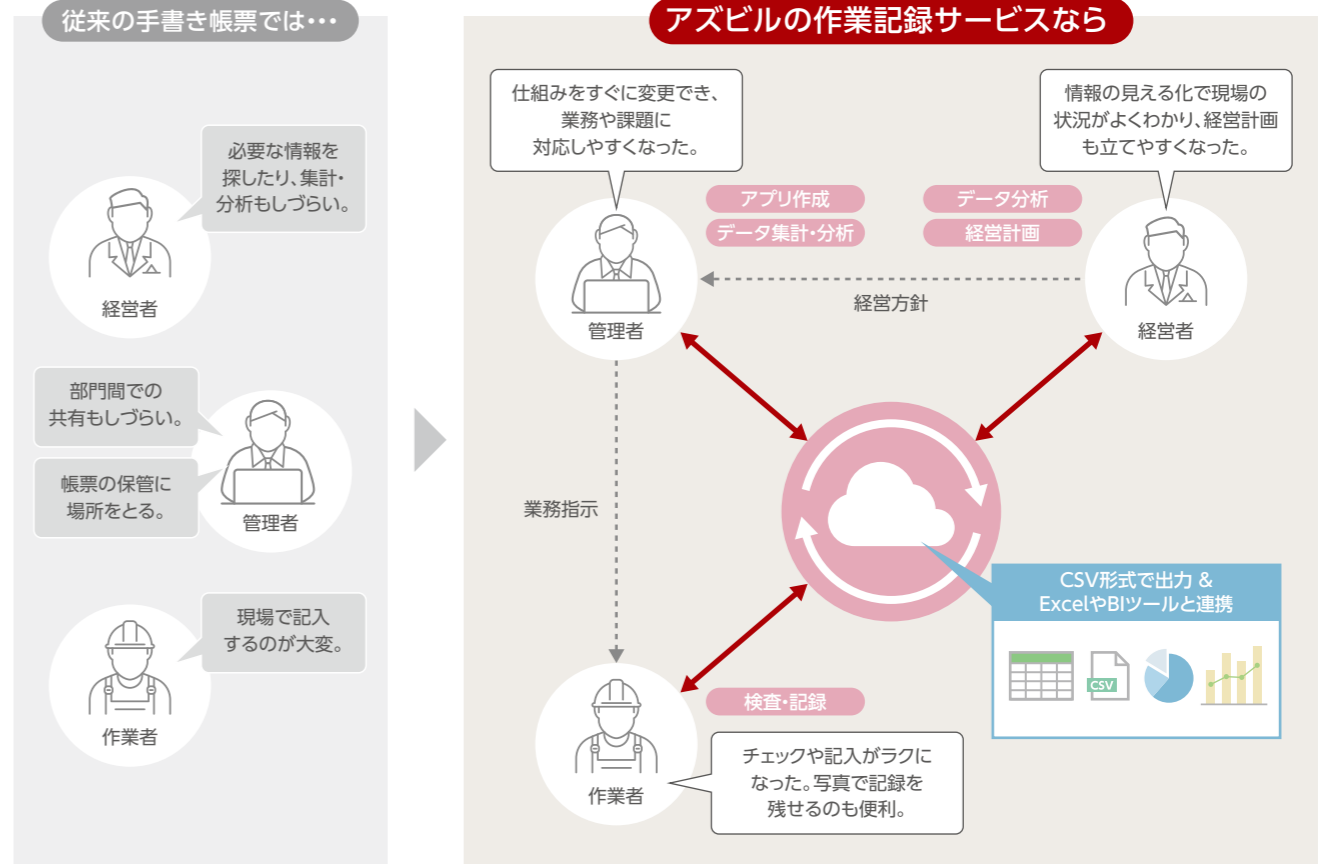 従来の手書き帳票では・・・
必要な情報を
探したり、集計・
分析もしづらい。
経営者
部門間での
共有もしづらい。
帳票の保管に
場所をとる。
管理者
現場で記入
するのが大変。
作業者
アズビルの作業記録サービスなら
仕組みをすぐに変更でき、
業務や課題に
対応しやすくなった。
情報の見える化で現場の
状況がよくわかり、経営計画
も立てやすくなった。
アプリ作成
データ集計・分析
データ分析
経営計画
管理者
経営方針
経営者
業務指示
CSV形式で出力 &
ExcelやBIツールと連携
CSV
検査・記録
作業者
チェックや記入がラクに
なった。写真で記録を
残せるのも便利。